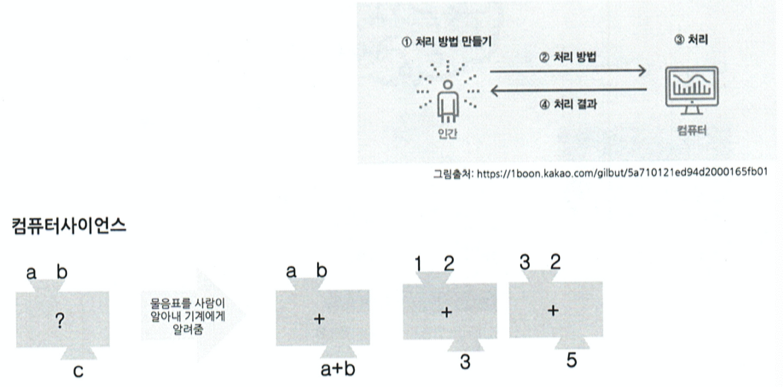 ① 처리 방법 만들기
② 처리 방법
③ 처리
④ 처리 결과
인간
컴퓨터
그림출처: https://1boon.kakao.com/gilbut/5a710121ed94d2000165fb01
컴퓨터사이언스
a b
?
c
물음표를 사람이
알아내 기계에게
알려줌
a b
+
a+b
1 2
+
3
3 2
+
5